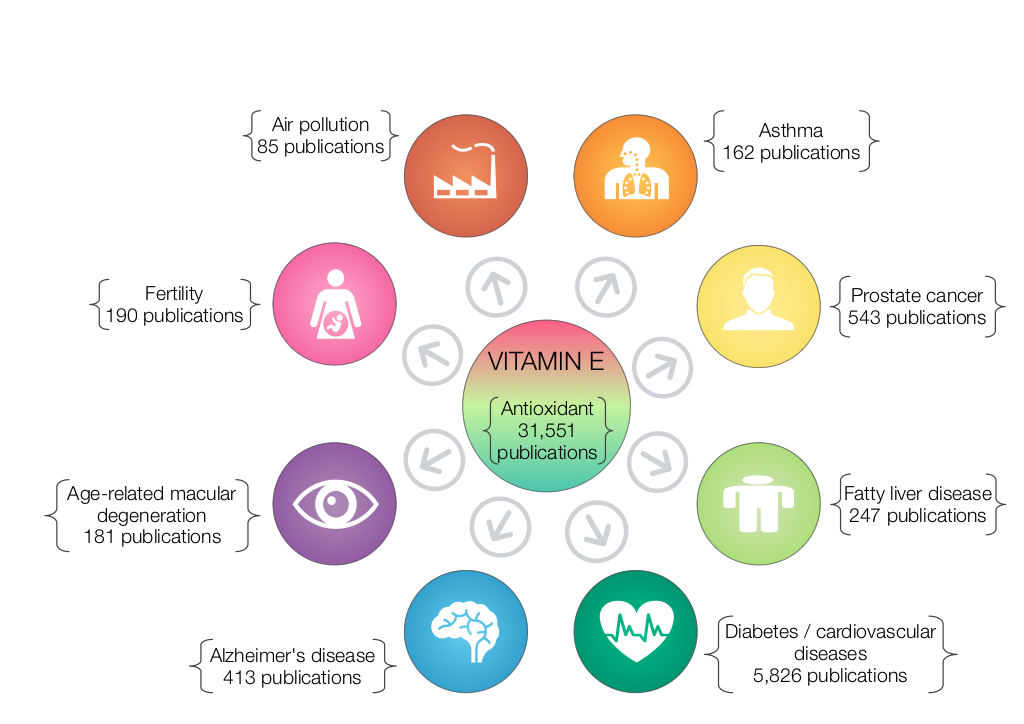 Air pollution
85 publications
Asthma
162 publications
Fertility
190 publications
Prostate cancer
543 publications
VITAMIN E
Antioxidant
31,551
publications
Age-related macular
degeneration
181 publications
Fatty liver disease
247 publications
Alzheimer's disease
413 publications
Diabetes / cardiovascular
diseases
5,826 publications